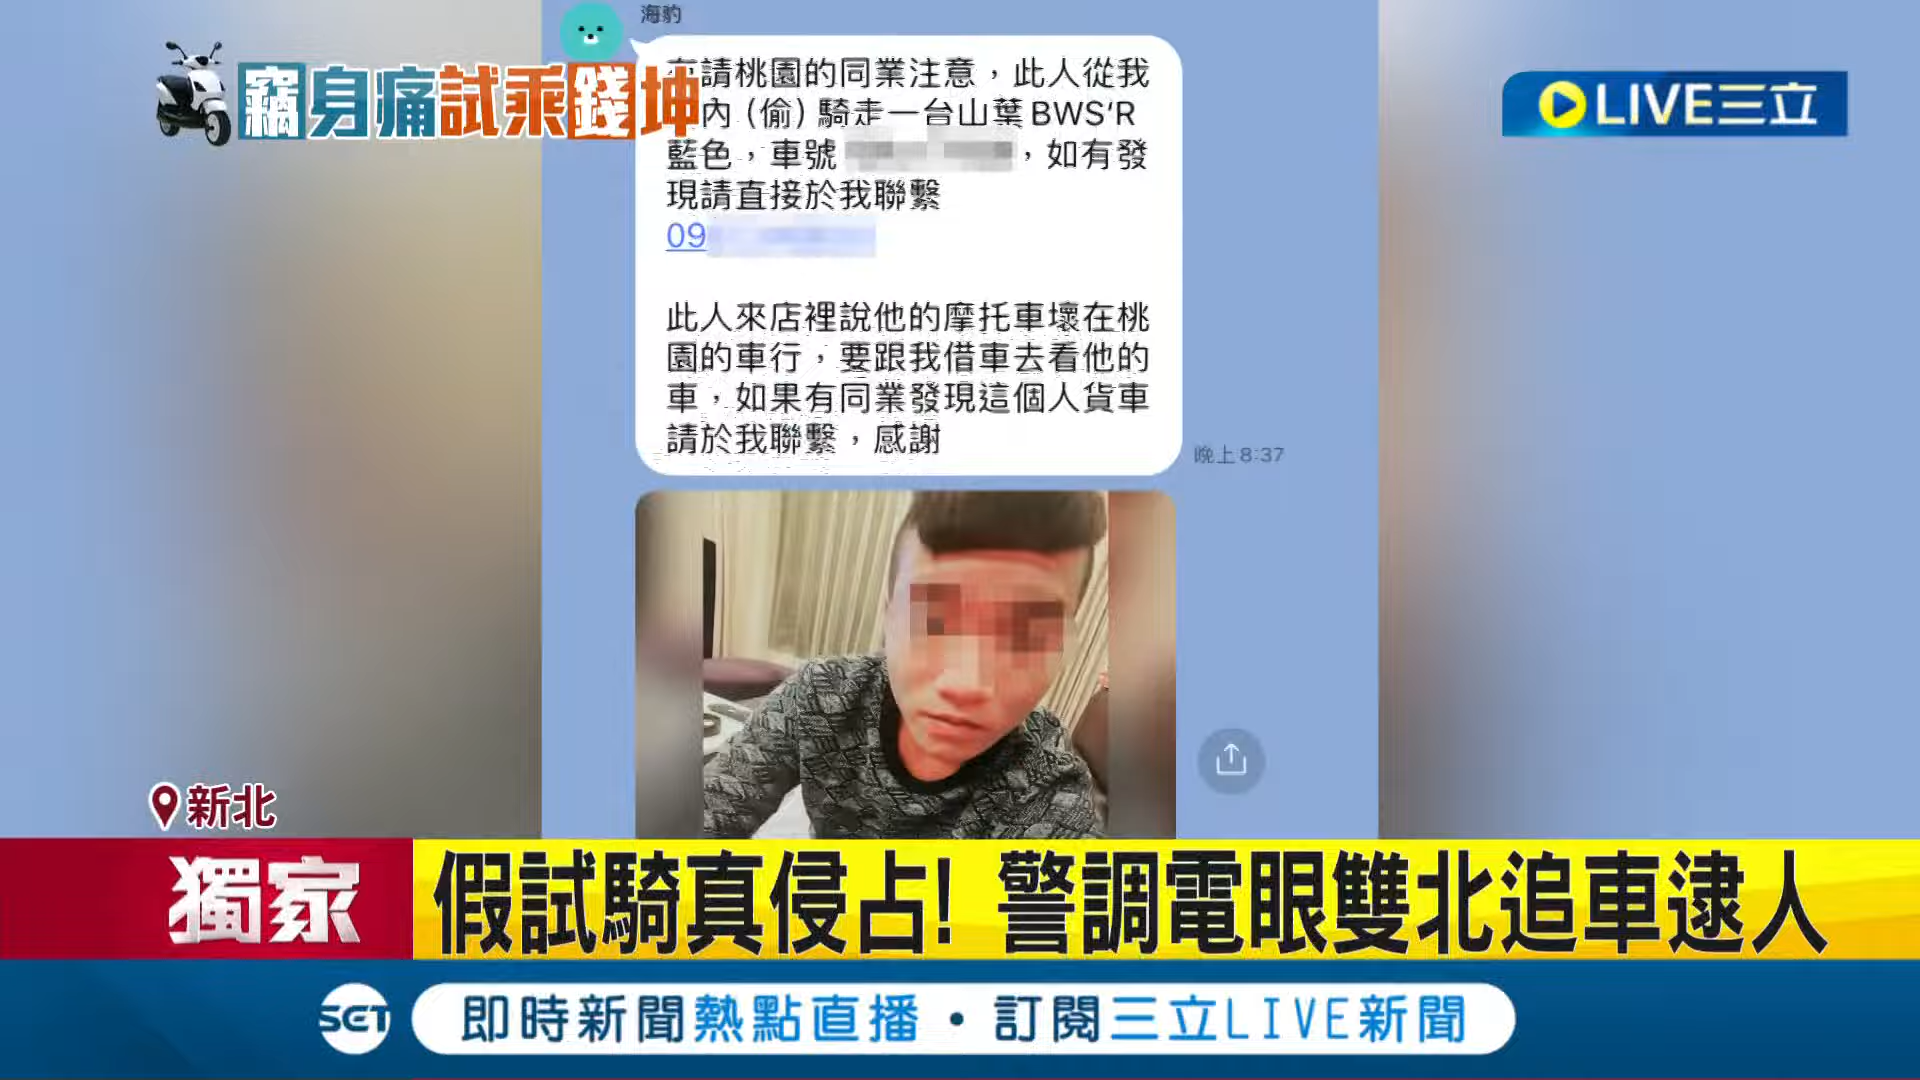 海豹
請桃園的同業注意，此人從我
內（偷）騎走一台山葉BWS'R
藍色，車號，如有發
現請直接於我聯繫
09
此人來店裡說他的摩托車壞在桃
園的車行，要跟我借車去看他的
車，如果有同業發現這個人貨車
請於我聯繫，感謝
晚上8:37
竊身痛試乘錢坤
LIVE三立
新北
獨家
假試騎真侵占! 警調電眼雙北追車逮人
SET
即時新聞熱點直播・訂閱三立LIVE新聞